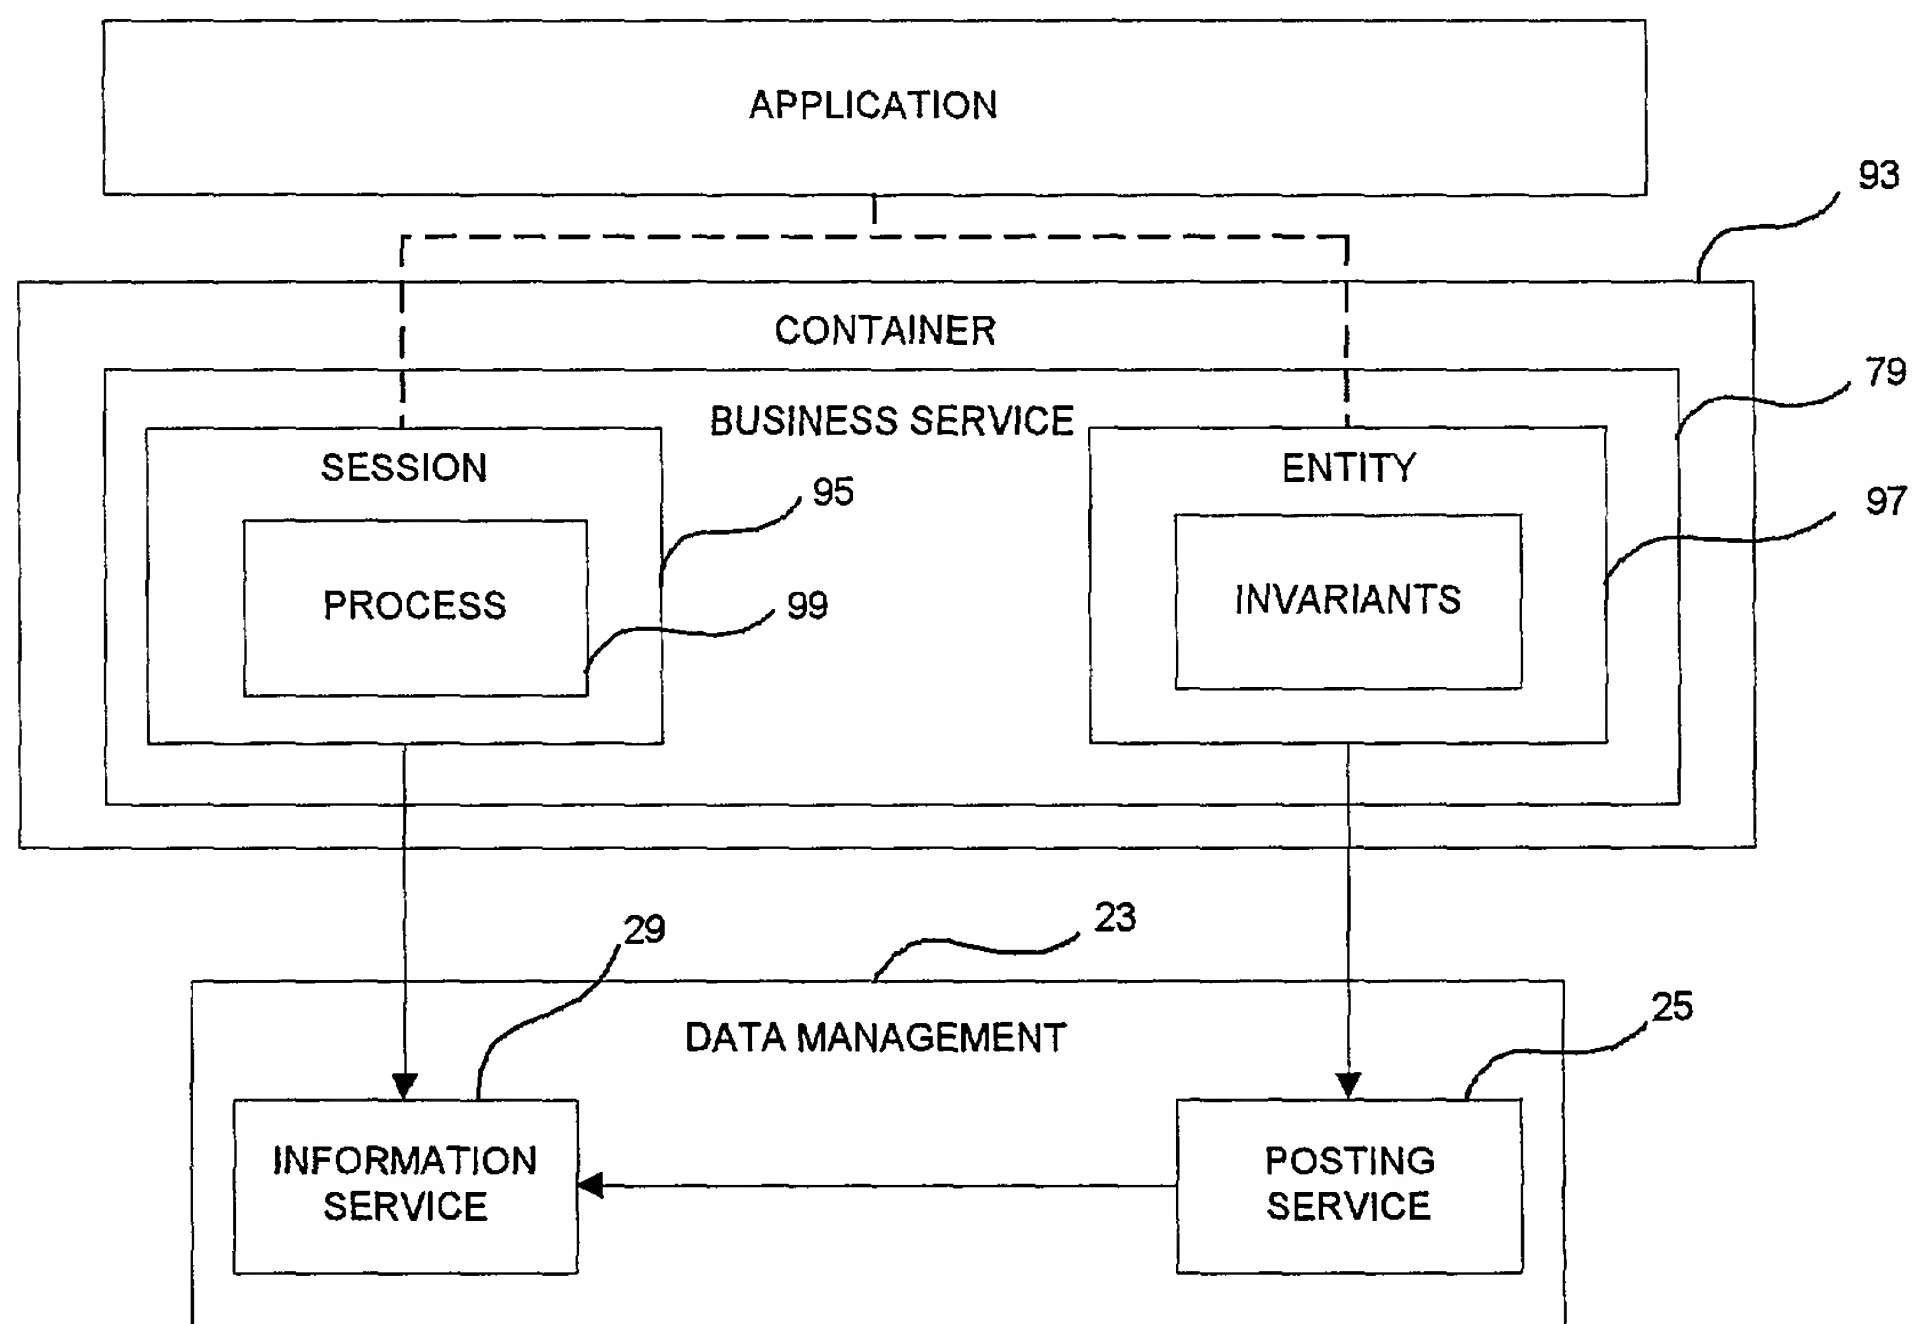 APPLICATION
93
CONTAINER
79
BUSINESS SERVICE
SESSION
ENTITY
95
97
PROCESS
99
INVARIANTS
29
23
25
DATA MANAGEMENT
INFORMATION
SERVICE
POSTING
SERVICE